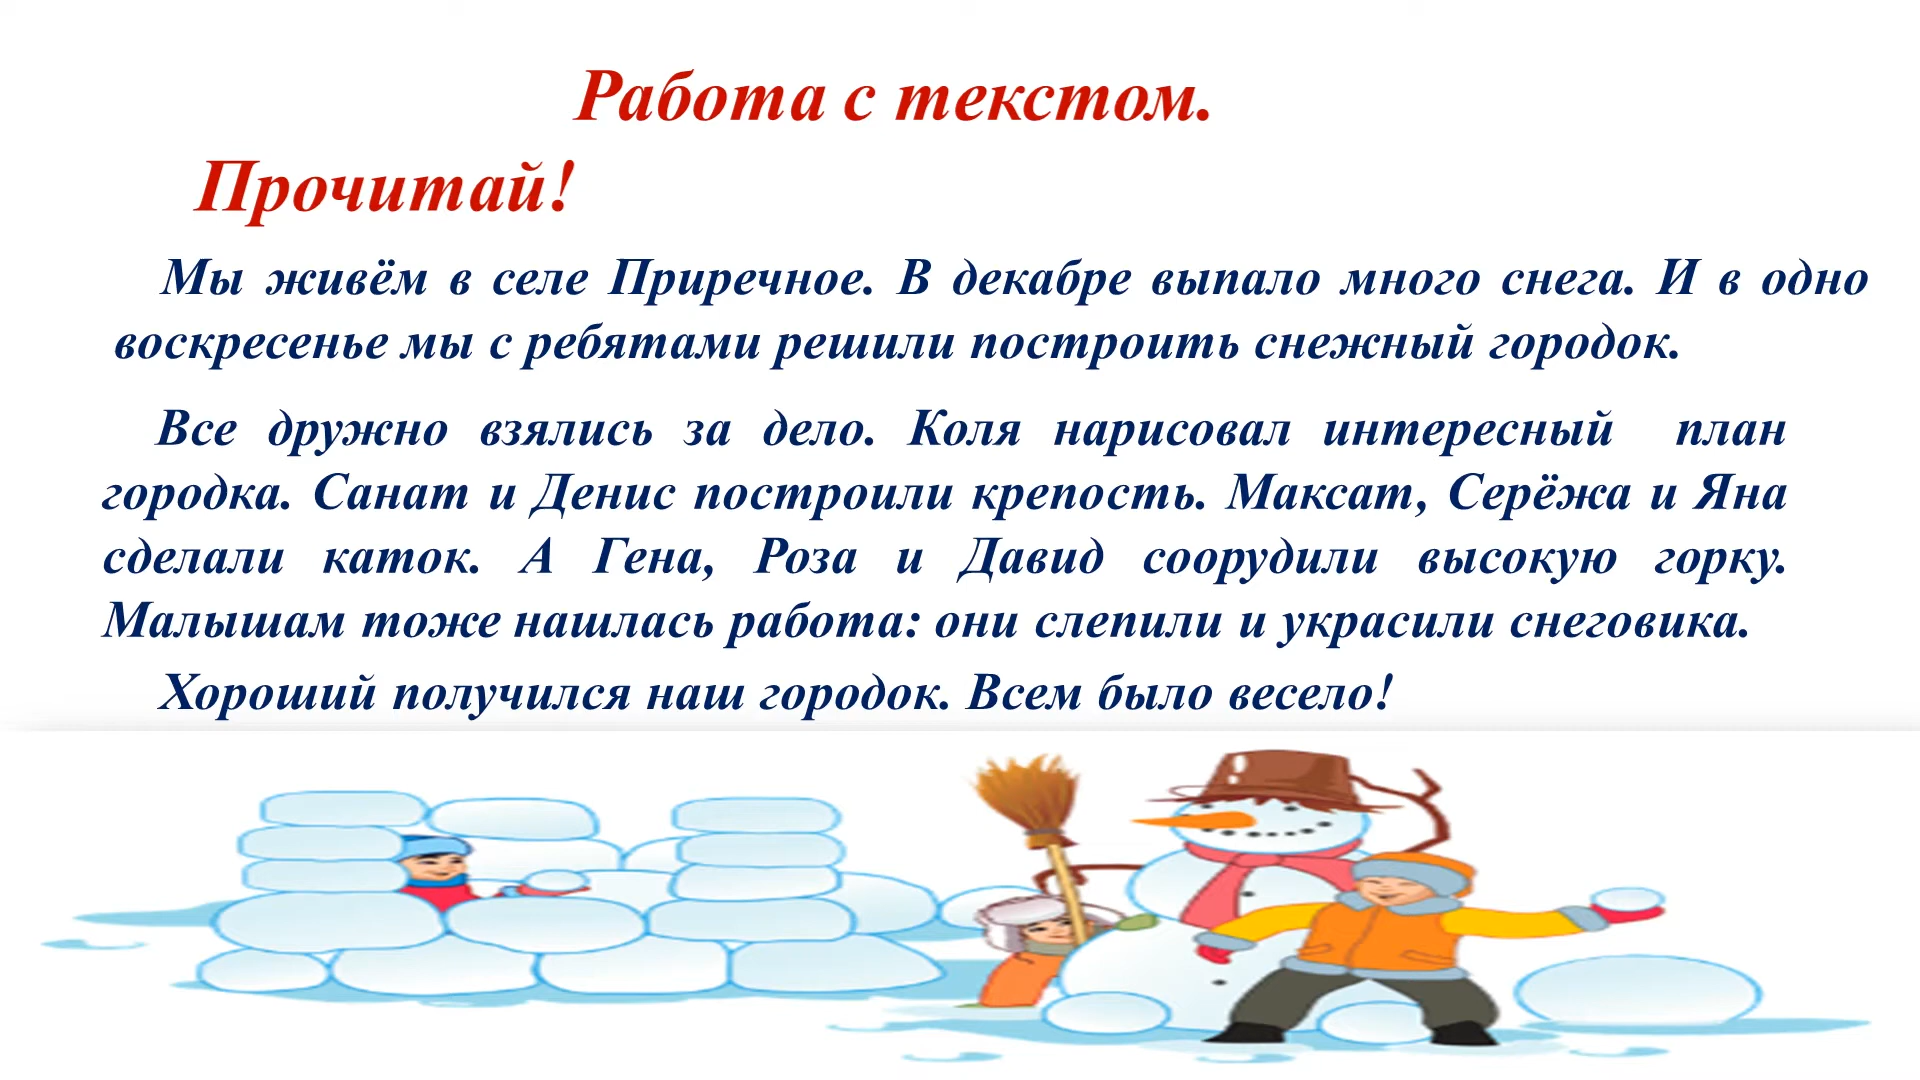 Работа с текстом.
Прочитай!
Мы живём в селе Приречное. В декабре выпало много снега. И в одно
воскресенье мы с ребятами решили построить снежный городок.
Все дружно взялись за дело. Коля нарисовал интересный план
городка. Санат и Денис построили крепость. Максат, Серёжа и Яна
сделали каток. А Гена, Роза и Давид соорудили высокую горку.
Малышам тоже нашлась работа: они слепили и украсили снеговика.
Хороший получился наш городок. Всем было весело!